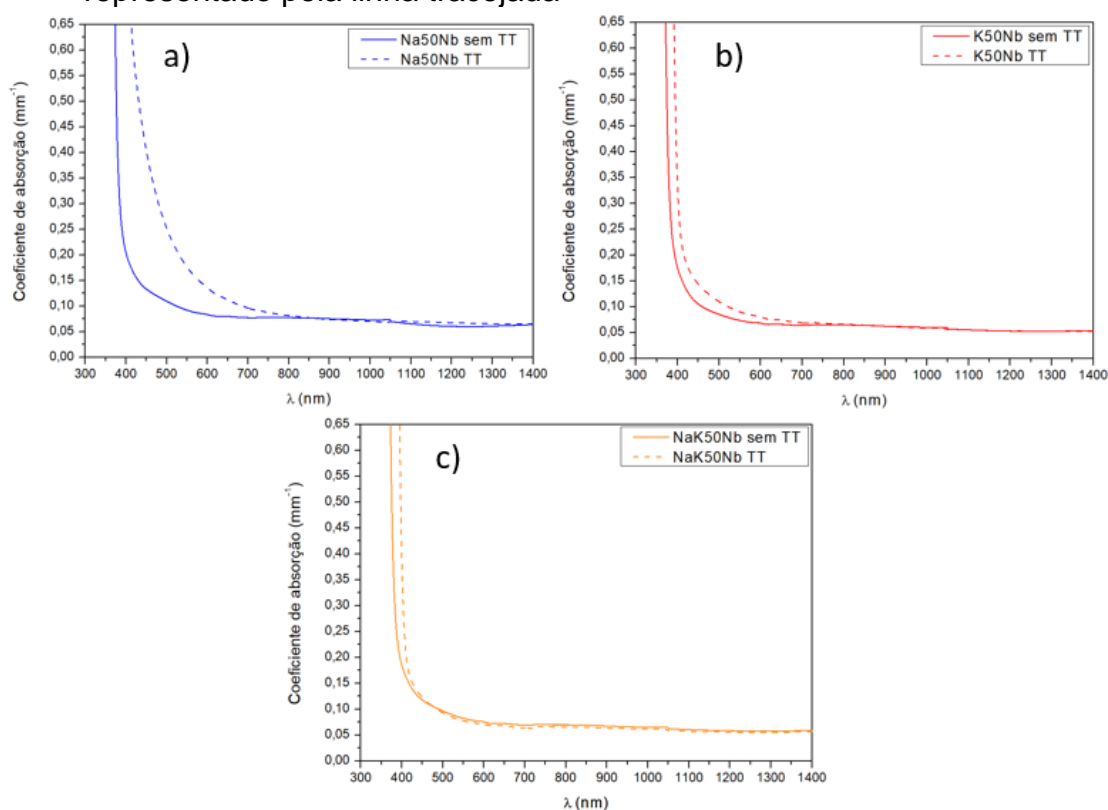 representado pela linha tracejada
a)
Na50Nb sem TT
Na50Nb TT
Coeficiente de absorção (mm⁻¹)
0,65
0,60
0,55
0,50
0,45
0,40
0,35
0,30
0,25
0,20
0,15
0,10
0,05
0,00
300 400 500 600 700 800 900 1000 1100 1200 1300 1400
λ (nm)
b)
K50Nb sem TT
K50Nb TT
Coeficiente de absorção (mm⁻¹)
0,65
0,60
0,55
0,50
0,45
0,40
0,35
0,30
0,25
0,20
0,15
0,10
0,05
0,00
300 400 500 600 700 800 900 1000 1100 1200 1300 1400
λ (nm)
c)
NaK50Nb sem TT
NaK50Nb TT
Coeficiente de absorção (mm⁻¹)
0,65
0,60
0,55
0,50
0,45
0,40
0,35
0,30
0,25
0,20
0,15
0,10
0,05
0,00
300 400 500 600 700 800 900 1000 1100 1200 1300 1400
λ (nm)